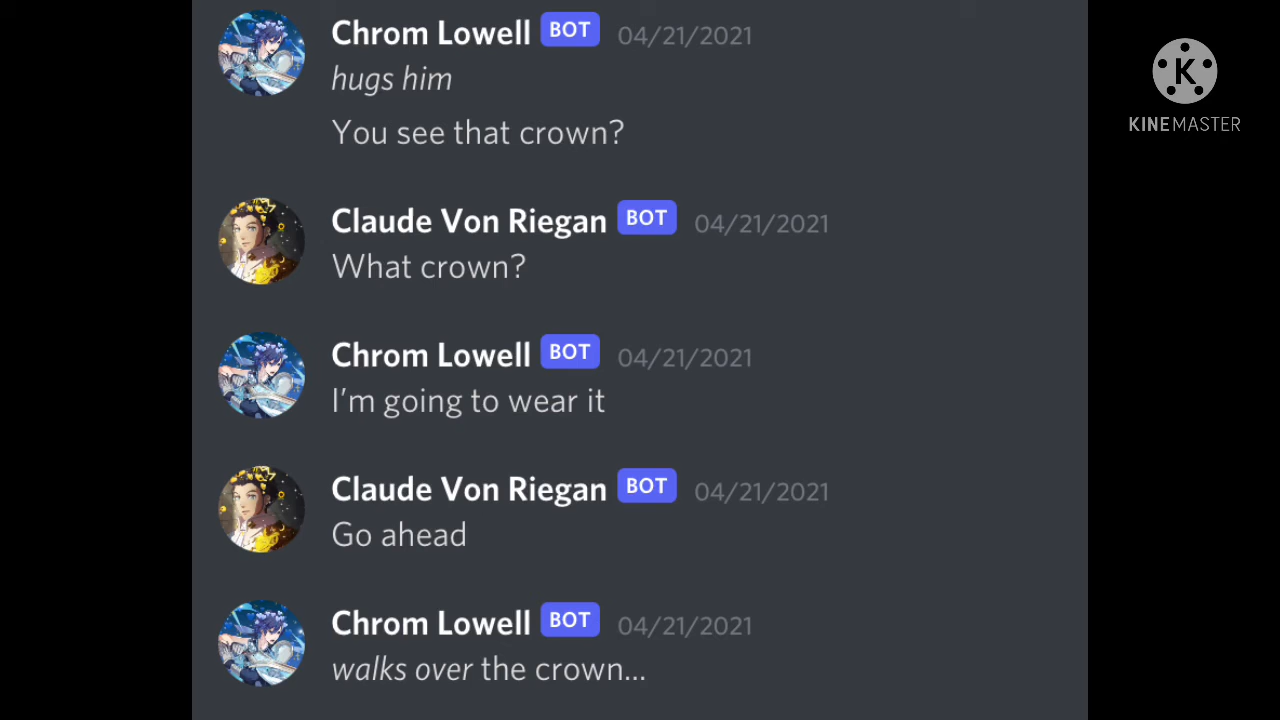 Chrom Lowell BOT 04/21/2021
hugs him
You see that crown?
Claude Von Riegan BOT 04/21/2021
What crown?
Chrom Lowell BOT 04/21/2021
I’m going to wear it
Claude Von Riegan BOT 04/21/2021
Go ahead
Chrom Lowell BOT 04/21/2021
walks over the crown...
K
KINEMASTER